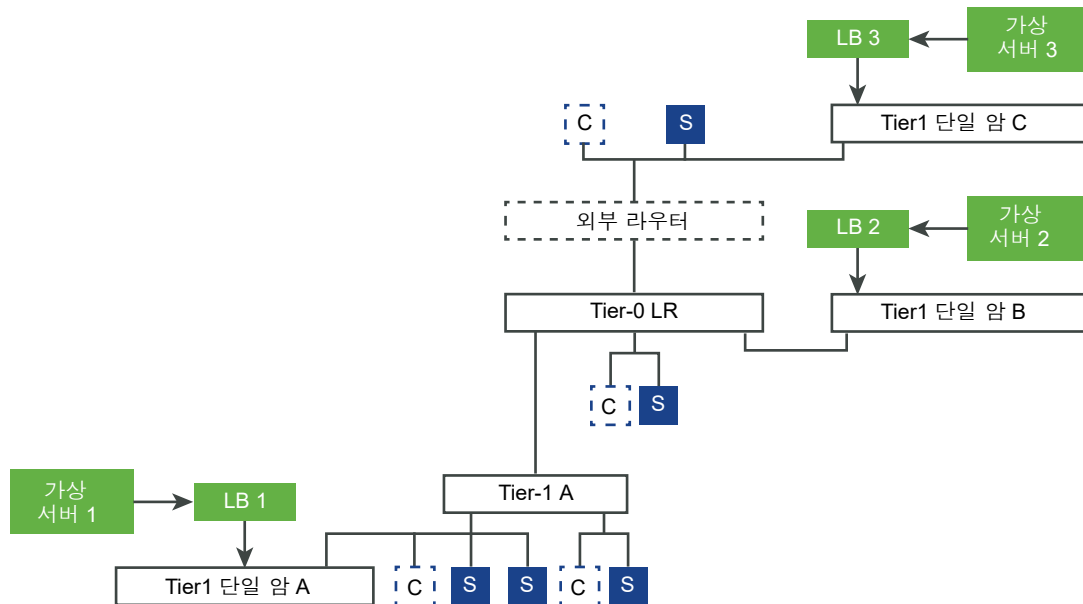 LB 3
가상
서버 3
C
S
Tier1 단일 암 C
외부 라우터
LB 2
가상
서버 2
Tier-0 LR
Tier1 단일 암 B
C
S
가상
서버 1
LB 1
Tier-1 A
Tier1 단일 암 A
C
S
S
C
S